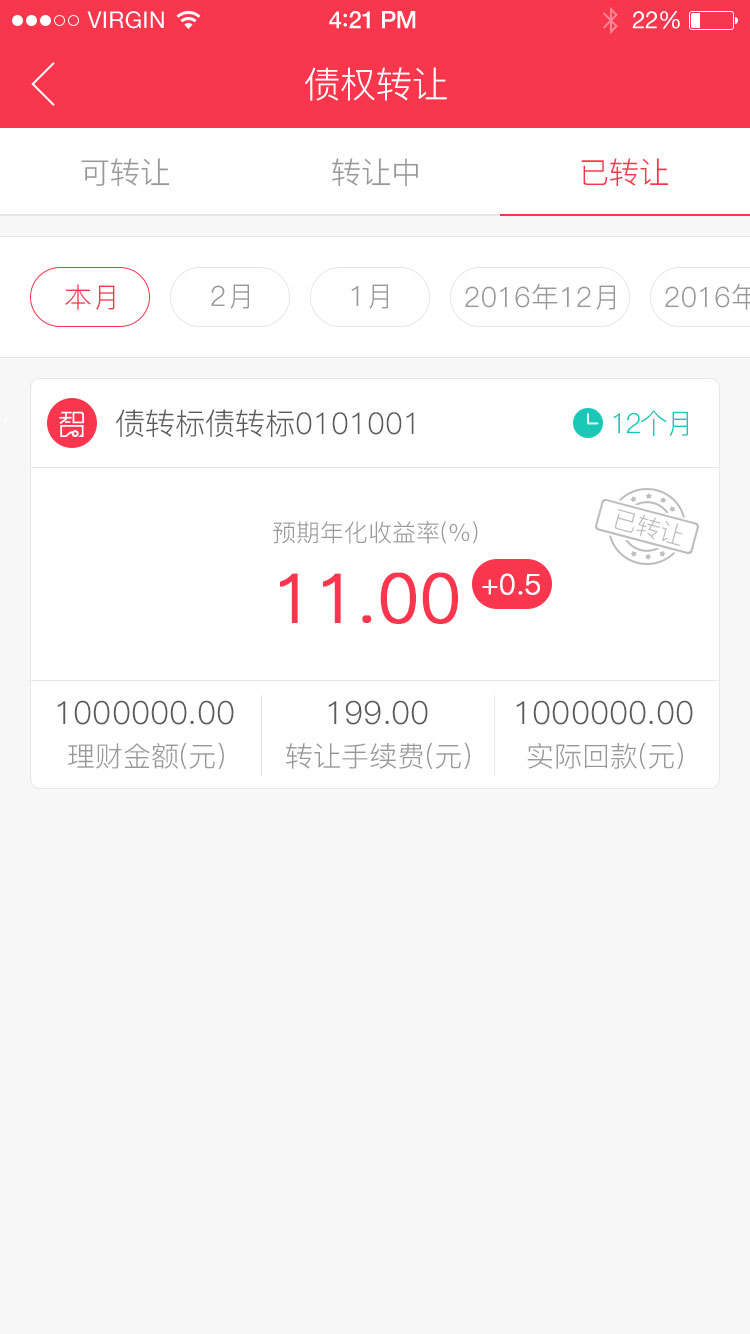 VIRGIN 4:21 PM 22%
债权转让
可转让 转让中 已转让
本月 2月 1月 2016年12月 2016年
债转标债转标0101001 12个月
已转让
预期年化收益率(%)
11.00 +0.5
1000000.00 199.00 1000000.00
理财金额(元) 转让手续费(元) 实际回款(元)